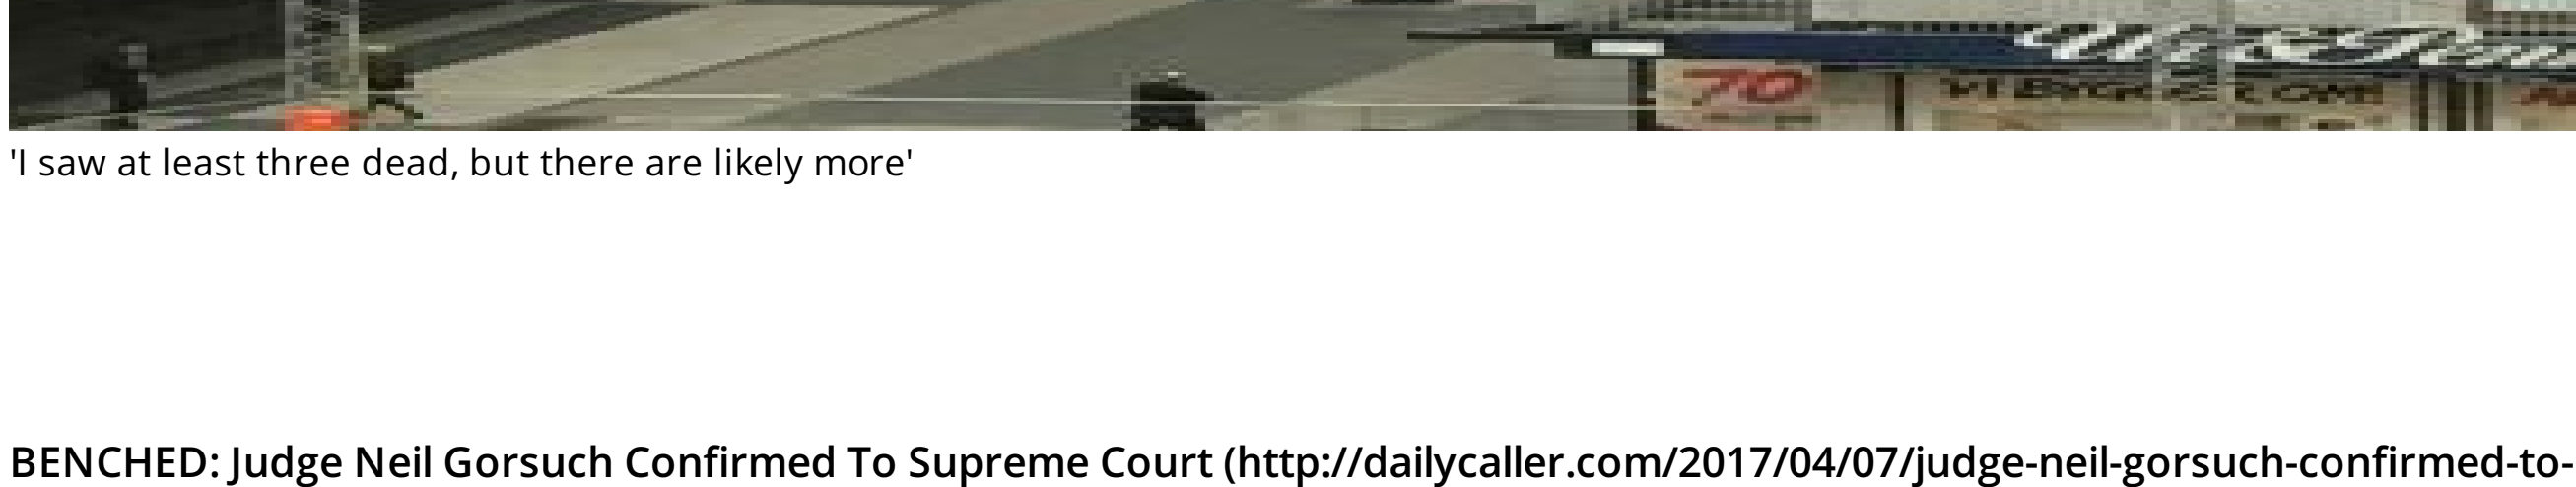 70
'I saw at least three dead, but there are likely more'
BENCHED: Judge Neil Gorsuch Confirmed To Supreme Court (http://dailycaller.com/2017/04/07/judge-neil-gorsuch-confirmed-to-